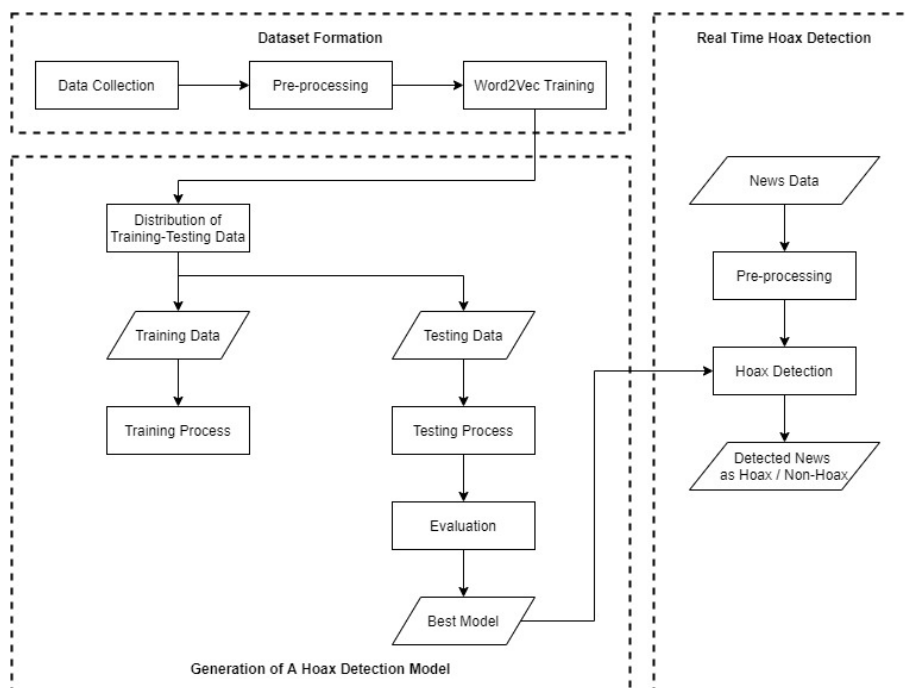 Dataset Formation
Data Collection
Pre-processing
Word2Vec Training
Distribution of
Training-Testing Data
Training Data
Testing Data
Training Process
Testing Process
Evaluation
Best Model
Generation of A Hoax Detection Model
Real Time Hoax Detection
News Data
Pre-processing
Hoax Detection
Detected News
as Hoax / Non-Hoax